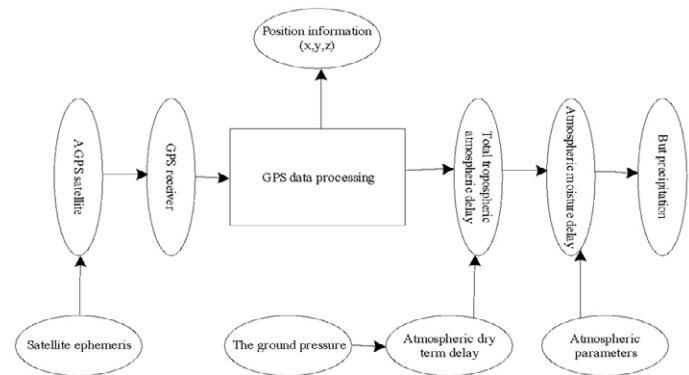 Position information
(x,y,z)
A GPS satellite
GPS receiver
GPS data processing
Total tropospheric
atmospheric delay
Atmospheric moisture delay
But precipitation
Satellite ephemeris
The ground pressure
Atmospheric dry
term delay
Atmospheric
parameters